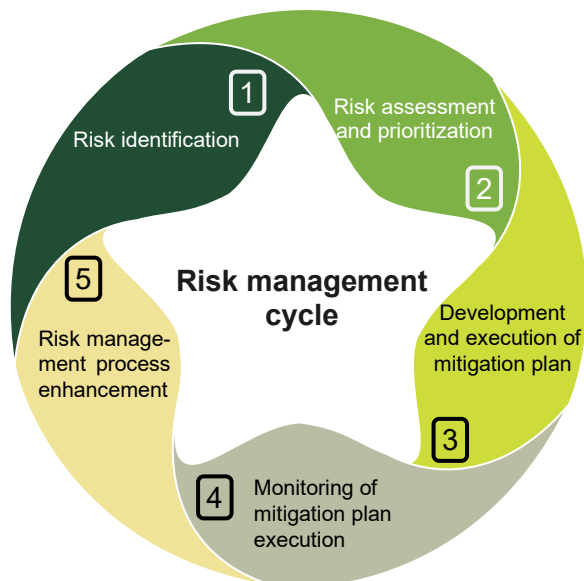 1
Risk identification
Risk assessment
and prioritization
2
Development
and execution of
mitigation plan
3
4
Monitoring of
mitigation plan
execution
5
Risk manage-
ment process
enhancement
Risk management
cycle